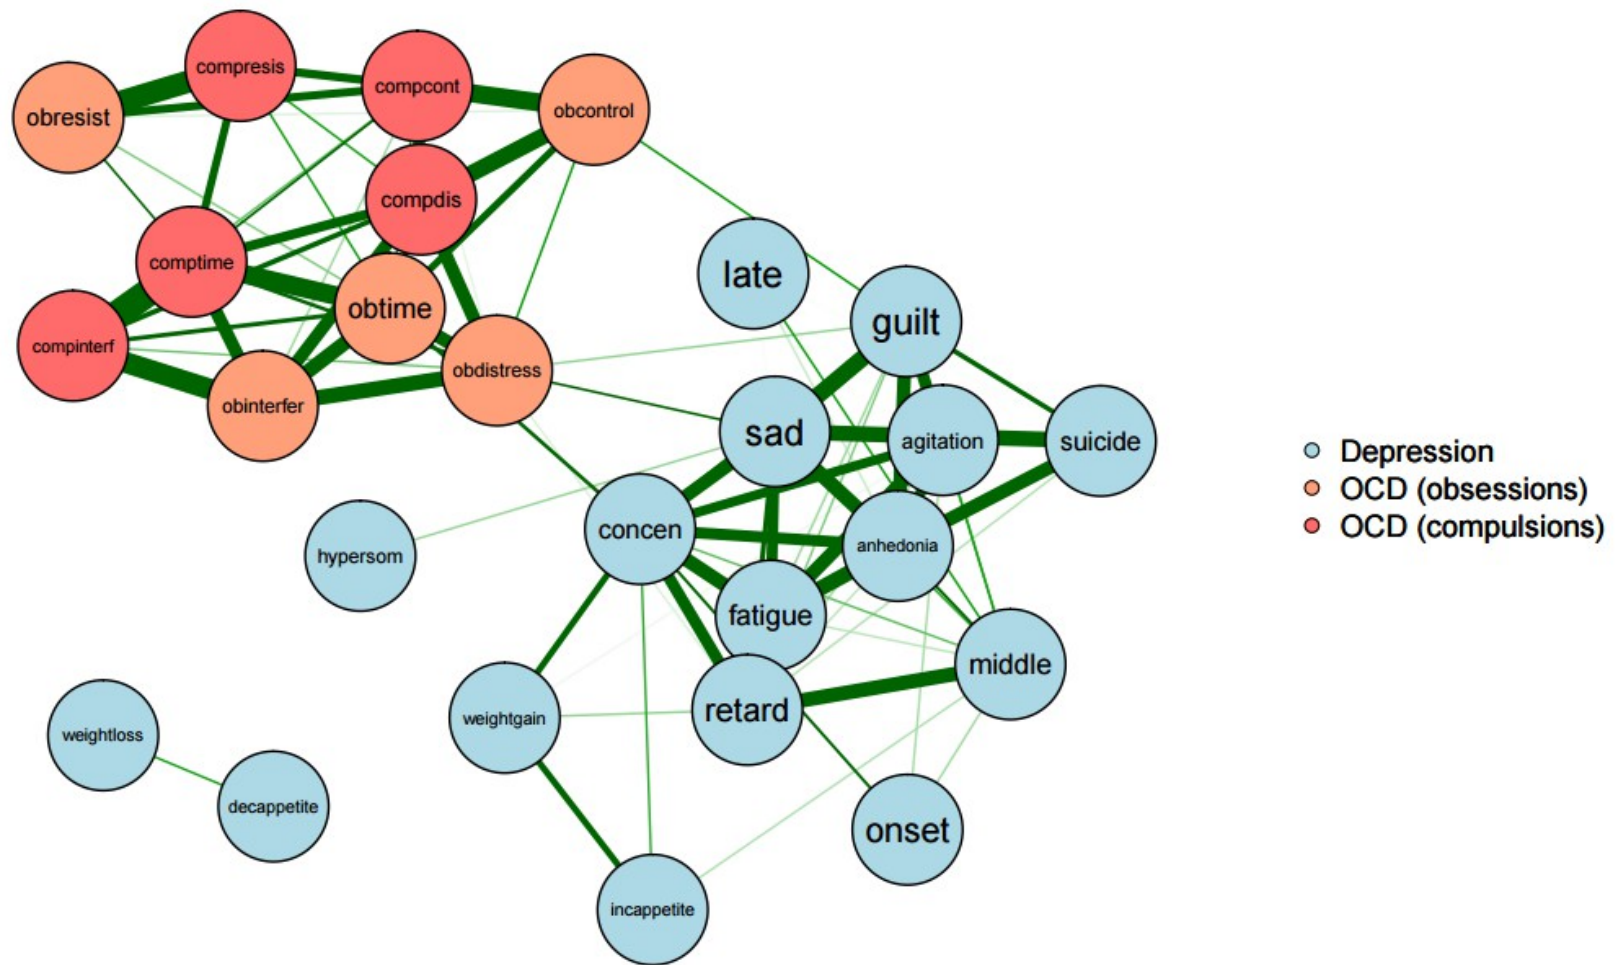 compresis
compcont
obcontrol
obresist
compdis
comptime
late
obtime
guilt
compinterf
obdistress
obinterfer
sad
agitation
suicide
Depression
OCD (obsessions)
OCD (compulsions)
concen
anhedonia
hypersom
fatigue
middle
retard
weightgain
weightloss
decappetite
onset
incappetite